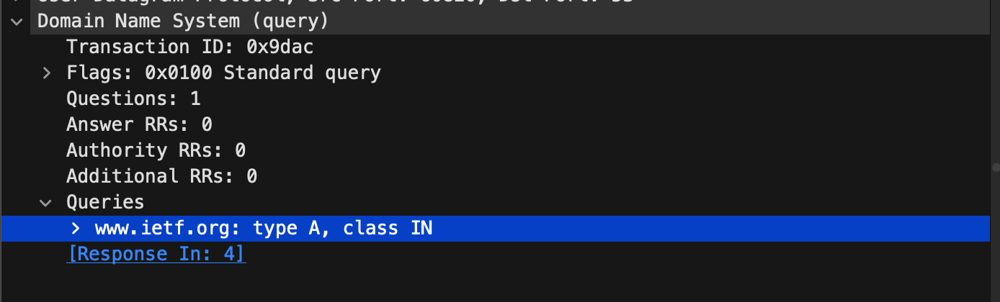 Domain Name System (query)
Transaction ID: 0x9dac
Flags: 0x0100 Standard query
Questions: 1
Answer RRs: 0
Authority RRs: 0
Additional RRs: 0
Queries
www.ietf.org: type A, class IN
[Response In: 4]